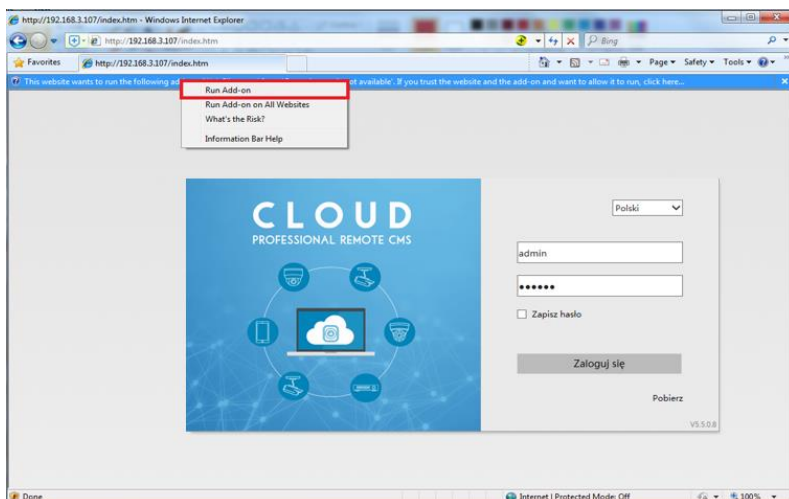 http://192.168.3.107/index.htm - Windows Internet Explorer
http://192.168.3.107/index.htm
Bing
Favorites
http://192.168.3.107/index.htm
Page Safety Tools
This website wants to run the following ad
ot available'. If you trust the website and the add-on and want to allow it to run, click here...
Run Add-on
Run Add-on on All Websites
What's the Risk?
Information Bar Help
CLOUD
PROFESSIONAL REMOTE CMS
Polski
admin
Zapisz hasło
Zaloguj się
Pobierz
V5.5.0.8
Done
Internet | Protected Mode: Off
100%